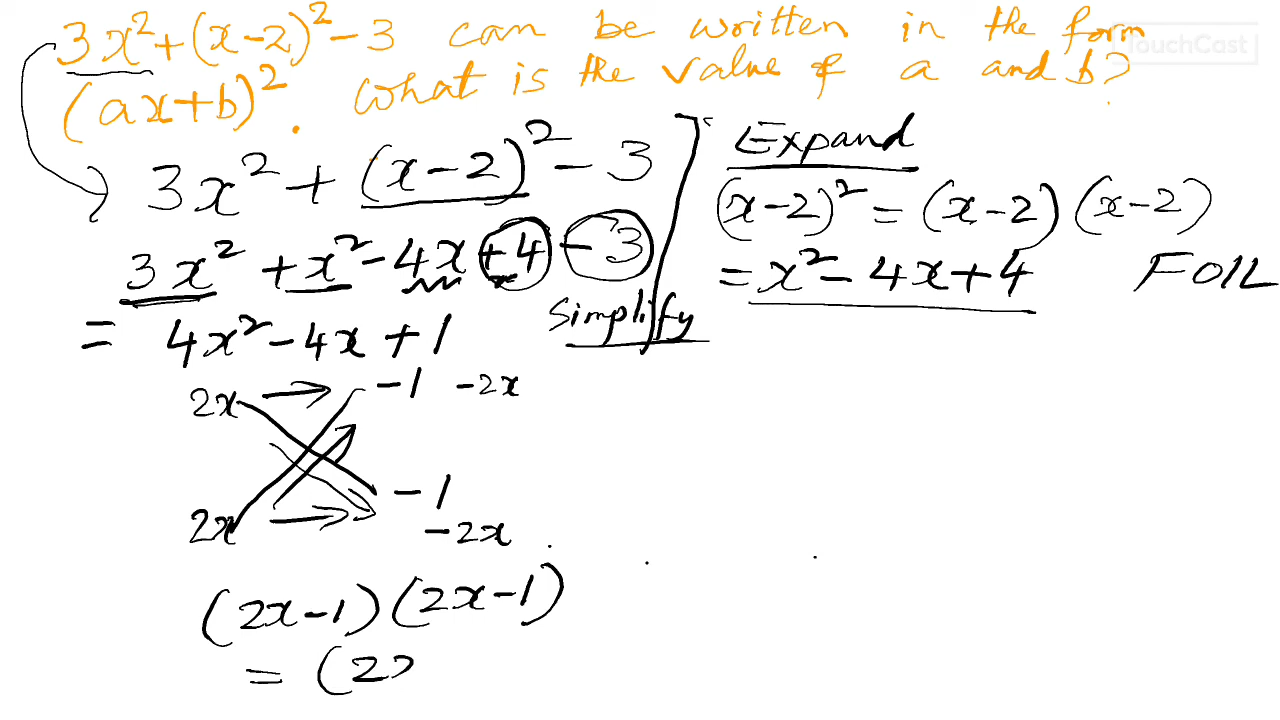 3x²+(x-2)²-3 can be written in the form
(ax+b)². What is the value of a and b?
TouchCast
3x²+(x-2)²-3
Expand
(x-2)²=(x-2)(x-2)
3x²+x²-4x+4-3
=x²-4x+4 FOIL
Simplify
= 4x²-4x+1
2x → -1 -2x
2x → -1
-2x
(2x-1)(2x-1)
= (2x